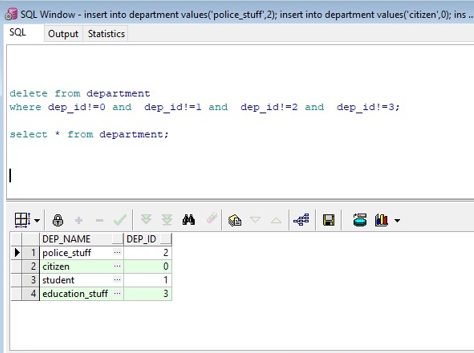 SQL Window - insert into department values('police_stuff',2); insert into department values('citizen',0); ins ...
SQL Output Statistics
delete from department
where dep_id!=0 and dep_id!=1 and dep_id!=2 and dep_id!=3;
select * from department;
DEP_NAME DEP_ID
1 police_stuff ... 2
2 citizen ... 0
3 student ... 1
4 education_stuff ... 3